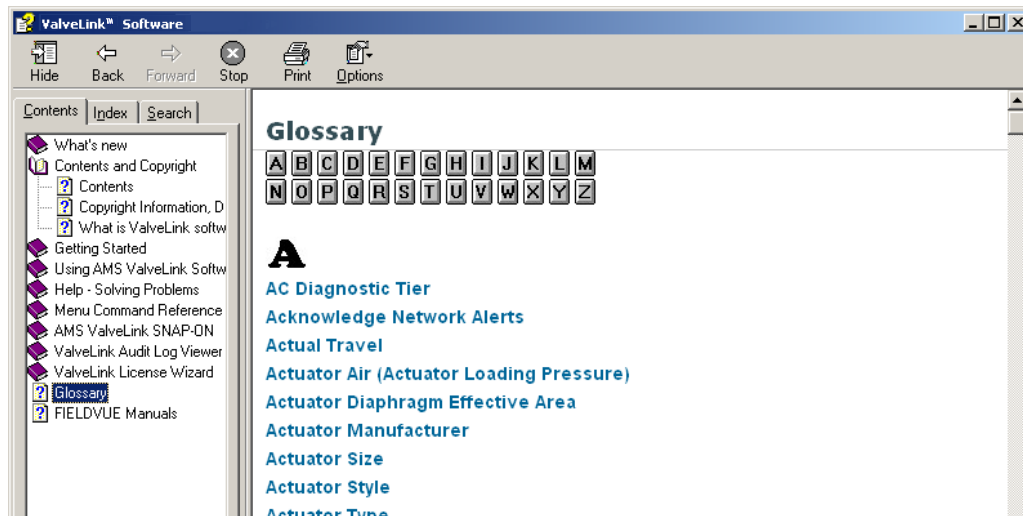 ValveLink™ Software
Hide Back Forward Stop Print Options
Contents Index Search
What's new
Contents and Copyright
Contents
Copyright Information, D
What is ValveLink softw
Getting Started
Using AMS ValveLink Softw
Help - Solving Problems
Menu Command Reference
AMS ValveLink SNAP-ON
ValveLink Audit Log Viewer
ValveLink License Wizard
Glossary
FIELDVUE Manuals
Glossary
A B C D E F G H I J K L M
N O P Q R S T U V W X Y Z
A
AC Diagnostic Tier
Acknowledge Network Alerts
Actual Travel
Actuator Air (Actuator Loading Pressure)
Actuator Diaphragm Effective Area
Actuator Manufacturer
Actuator Size
Actuator Style
Actuator Type